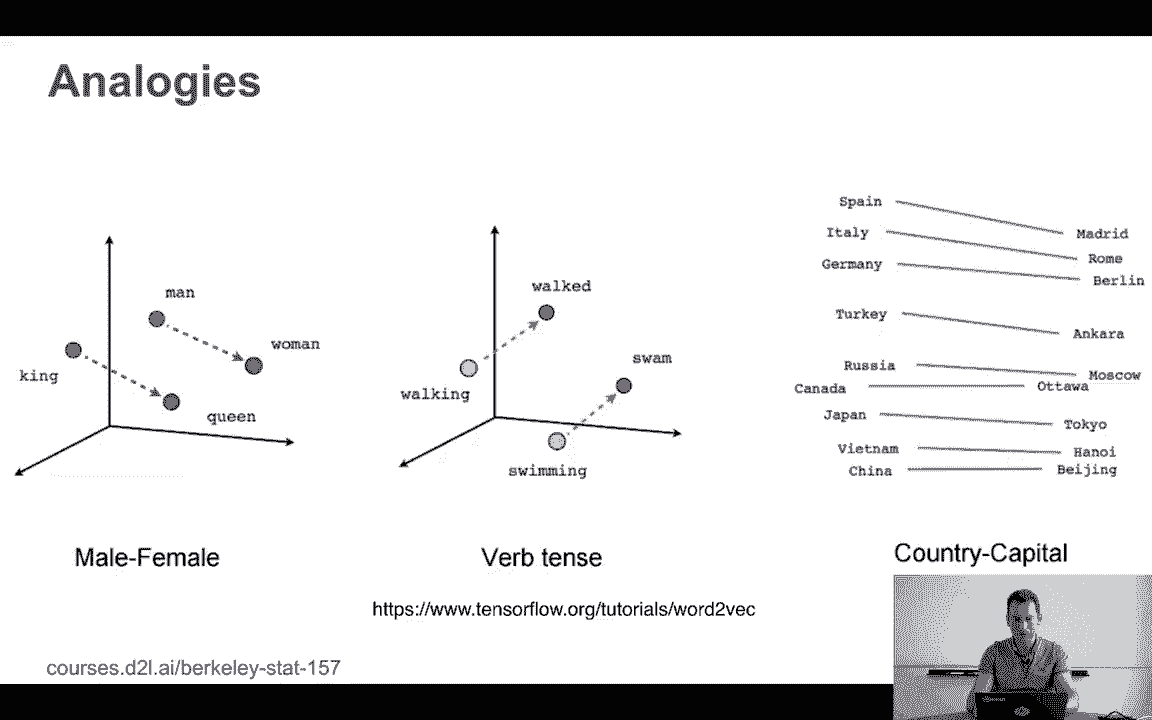 Analogies
man
woman
king
queen
walked
walking
swam
swimming
Spain Madrid
Italy Rome
Germany Berlin
Turkey Ankara
Russia Moscow
Canada Ottawa
Japan Tokyo
Vietnam Hanoi
China Beijing
Male-Female
Verb tense
Country-Capital
https://www.tensorflow.org/tutorials/word2vec
courses.d2l.ai/berkeley-stat-157